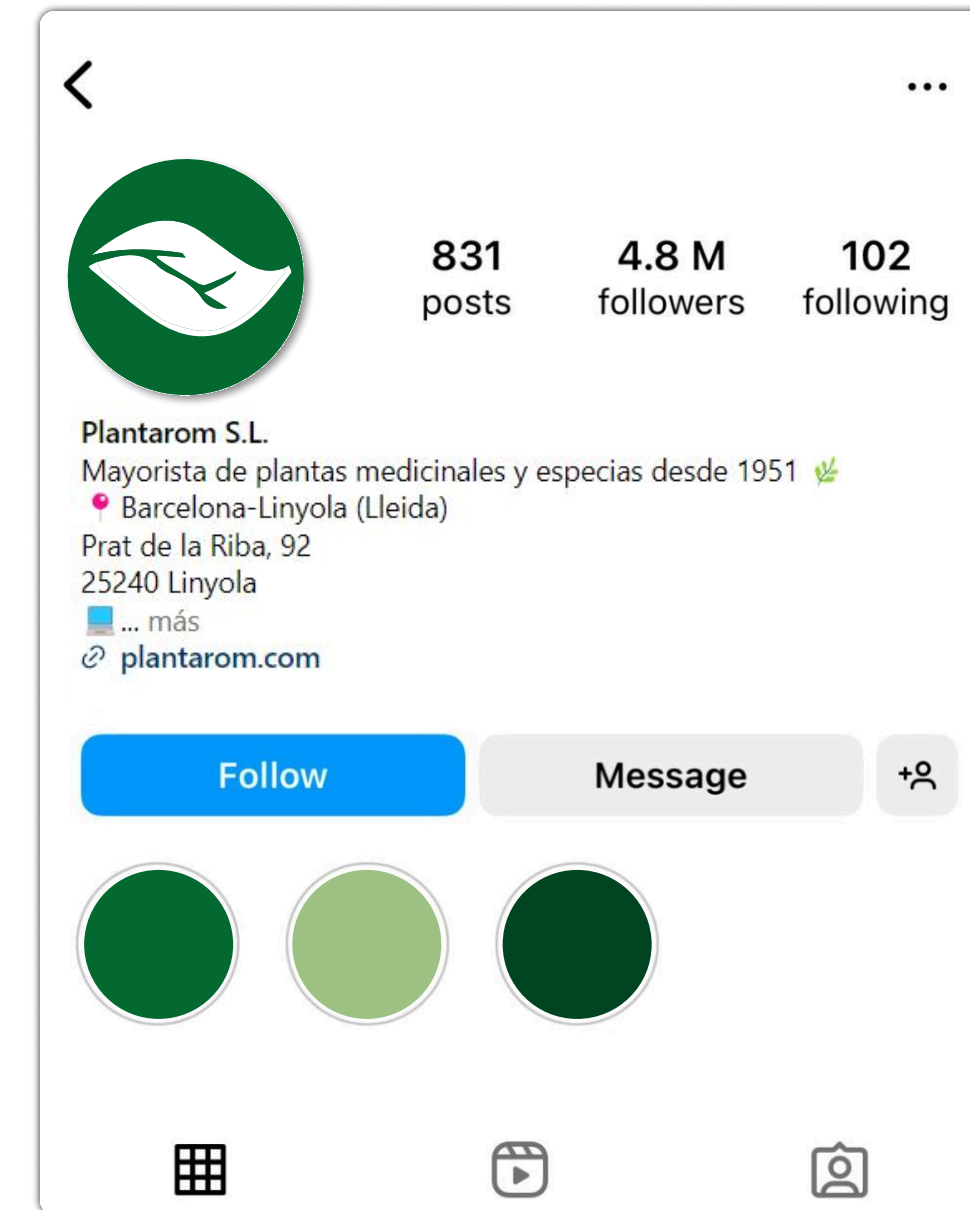 831 4.8 M 102
posts followers following
Plantarom S.L.
Mayorista de plantas medicinales y especias desde 1951 🌿
📍 Barcelona-Linyola (Lleida)
Prat de la Riba, 92
25240 Linyola
💻 ... más
plantarom.com
Follow Message